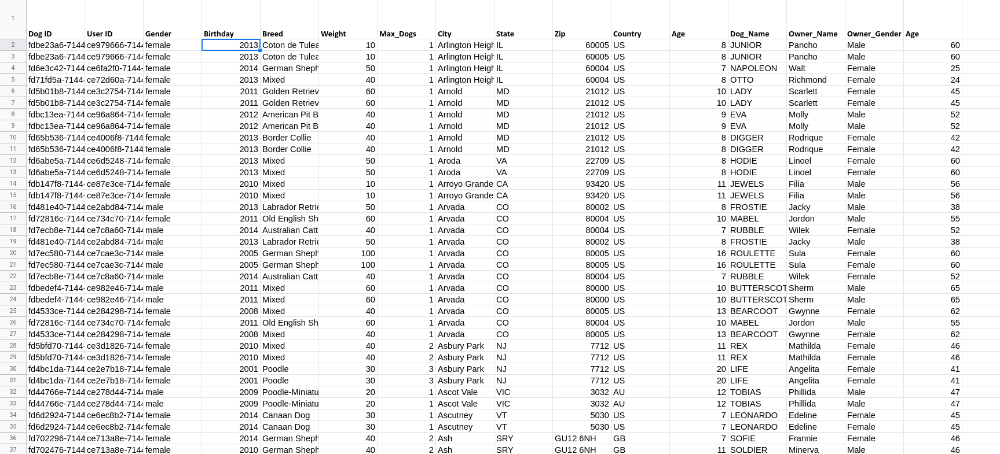 1
Dog ID User ID Gender Birthday Breed Weight Max_Dogs City State Zip Country Age Dog_Name Owner_Name Owner_Gender Age
2 fdbe23a6-7144 ce979666-7144 female 2013 Coton de Tulea 10 1 Arlington Heigh IL 60005 US 8 JUNIOR Pancho Male 60
3 fdbe23a6-7144 ce979666-7144 female 2013 Coton de Tulea 10 1 Arlington Heigh IL 60005 US 8 JUNIOR Pancho Male 60
4 fd6e3c42-7144 ce6fa2f0-7144- female 2014 German Sheph 50 1 Arlington Heigh IL 60004 US 7 NAPOLEON Walt Female 25
5 fd71fd5a-7144- ce72d60a-7144 female 2013 Mixed 40 1 Arlington Heigh IL 60004 US 8 OTTO Richmond Female 24
6 fd5b01b8-7144 ce3c2754-7144 female 2011 Golden Retriev 60 1 Arnold MD 21012 US 10 LADY Scarlett Female 45
7 fd5b01b8-7144 ce3c2754-7144 female 2011 Golden Retriev 60 1 Arnold MD 21012 US 10 LADY Scarlett Female 45
8 fdbc13ea-7144 ce96a864-7144 female 2012 American Pit B 40 1 Arnold MD 21012 US 9 EVA Molly Male 52
9 fdbc13ea-7144 ce96a864-7144 female 2012 American Pit B 40 1 Arnold MD 21012 US 9 EVA Molly Male 52
10 fd65b536-7144 ce4006f8-7144 female 2013 Border Collie 40 1 Arnold MD 21012 US 8 DIGGER Rodrique Female 42
11 fd65b536-7144 ce4006f8-7144 female 2013 Border Collie 40 1 Arnold MD 21012 US 8 DIGGER Rodrique Female 42
12 fd6abe5a-7144 ce6d5248-7144 female 2013 Mixed 50 1 Aroda VA 22709 US 8 HODIE Linoel Female 60
13 fd6abe5a-7144 ce6d5248-7144 female 2013 Mixed 50 1 Aroda VA 22709 US 8 HODIE Linoel Female 60
14 fdb147f8-7144- ce87e3ce-7144 female 2010 Mixed 10 1 Arroyo Grande CA 93420 US 11 JEWELS Filia Male 56
15 fdb147f8-7144- ce87e3ce-7144 female 2010 Mixed 10 1 Arroyo Grande CA 93420 US 11 JEWELS Filia Male 56
16 fd481e40-7144 ce2abd84-7144 male 2013 Labrador Retrie 50 1 Arvada CO 80002 US 8 FROSTIE Jacky Male 38
17 fd72816c-7144 ce734c70-7144 female 2011 Old English Sh 60 1 Arvada CO 80004 US 10 MABEL Jordon Male 55
18 fd7ecb8e-7144 ce7c8a60-7144 male 2014 Australian Catt 40 1 Arvada CO 80004 US 7 RUBBLE Wilek Female 52
19 fd481e40-7144 ce2abd84-7144 male 2013 Labrador Retrie 50 1 Arvada CO 80002 US 8 FROSTIE Jacky Male 38
20 fd7ec580-7144 ce7cae3c-7144 male 2005 German Sheph 100 1 Arvada CO 80005 US 16 ROULETTE Sula Female 60
21 fd7ec580-7144 ce7cae3c-7144 male 2005 German Sheph 100 1 Arvada CO 80005 US 16 ROULETTE Sula Female 60
22 fd7ecb8e-7144 ce7c8a60-7144 male 2014 Australian Catt 40 1 Arvada CO 80004 US 7 RUBBLE Wilek Female 52
23 fdbedef4-7144- ce982e46-7144 male 2011 Mixed 60 1 Arvada CO 80000 US 10 BUTTERSCOT Sherm Male 65
24 fdbedef4-7144- ce982e46-7144 male 2011 Mixed 60 1 Arvada CO 80000 US 10 BUTTERSCOT Sherm Male 65
25 fd4533ce-7144 ce284298-7144 female 2008 Mixed 40 1 Arvada CO 80005 US 13 BEARCOOT Gwynne Female 62
26 fd72816c-7144 ce734c70-7144 female 2011 Old English Sh 60 1 Arvada CO 80004 US 10 MABEL Jordon Male 55
27 fd4533ce-7144 ce284298-7144 female 2008 Mixed 40 1 Arvada CO 80005 US 13 BEARCOOT Gwynne Female 62
28 fd5bfd70-7144- ce3d1826-7144 female 2010 Mixed 40 2 Asbury Park NJ 7712 US 11 REX Mathilda Female 46
29 fd5bfd70-7144- ce3d1826-7144 female 2010 Mixed 40 2 Asbury Park NJ 7712 US 11 REX Mathilda Female 46
30 fd4bc1da-7144 ce2e7b18-7144 female 2001 Poodle 30 3 Asbury Park NJ 7712 US 20 LIFE Angelita Female 41
31 fd4bc1da-7144 ce2e7b18-7144 female 2001 Poodle 30 3 Asbury Park NJ 7712 US 20 LIFE Angelita Female 41
32 fd44766e-7144 ce278d44-7144 male 2009 Poodle-Miniatu 20 1 Ascot Vale VIC 3032 AU 12 TOBIAS Phillida Male 47
33 fd44766e-7144 ce278d44-7144 male 2009 Poodle-Miniatu 20 1 Ascot Vale VIC 3032 AU 12 TOBIAS Phillida Male 47
34 fd6d2924-7144 ce6ec8b2-7144 female 2014 Canaan Dog 30 1 Ascutney VT 5030 US 7 LEONARDO Edeline Female 45
35 fd6d2924-7144 ce6ec8b2-7144 female 2014 Canaan Dog 30 1 Ascutney VT 5030 US 7 LEONARDO Edeline Female 45
36 fd702296-7144 ce713a8e-7144 female 2014 German Sheph 40 2 Ash SRY GU12 6NH GB 7 SOFIE Frannie Female 46
37 fd702476-7144 ce713a8e-7144 female 2010 German Sheph 40 2 Ash SRY GU12 6NH GB 11 SOLDIER Minerva Male 46